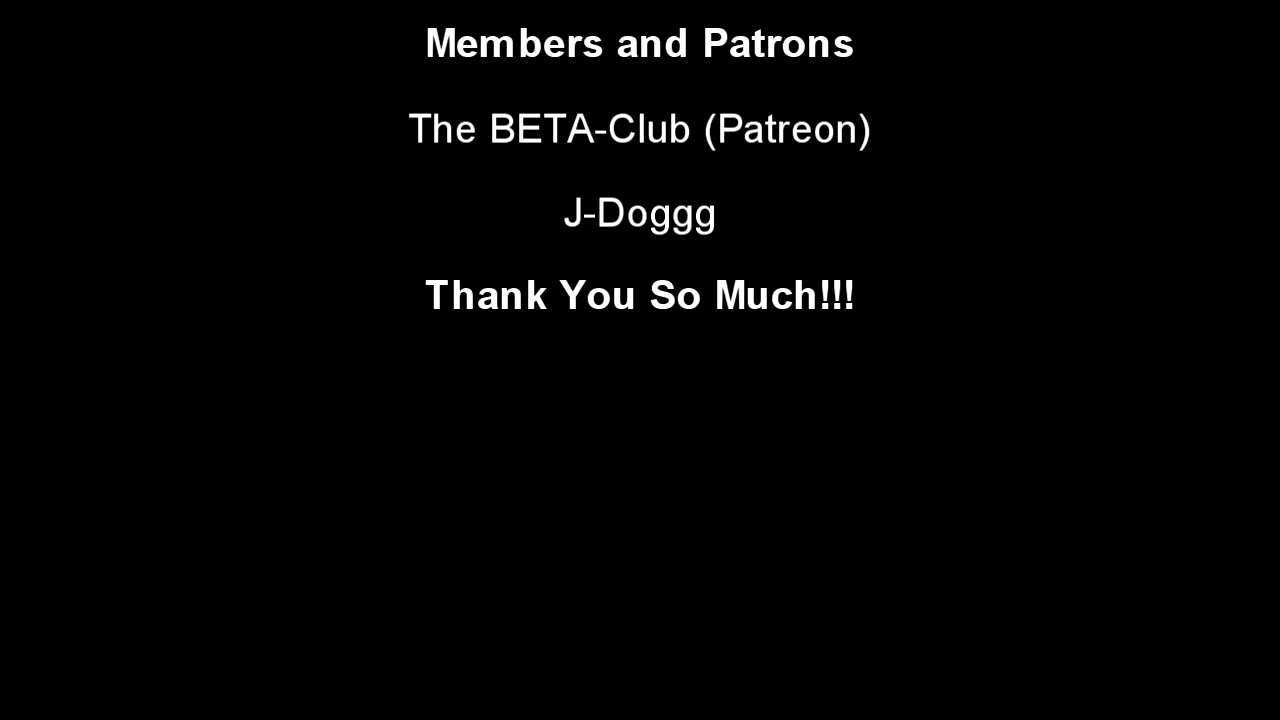 Members and Patrons
The BETA-Club (Patreon)
J-Doggg
Thank You So Much!!!